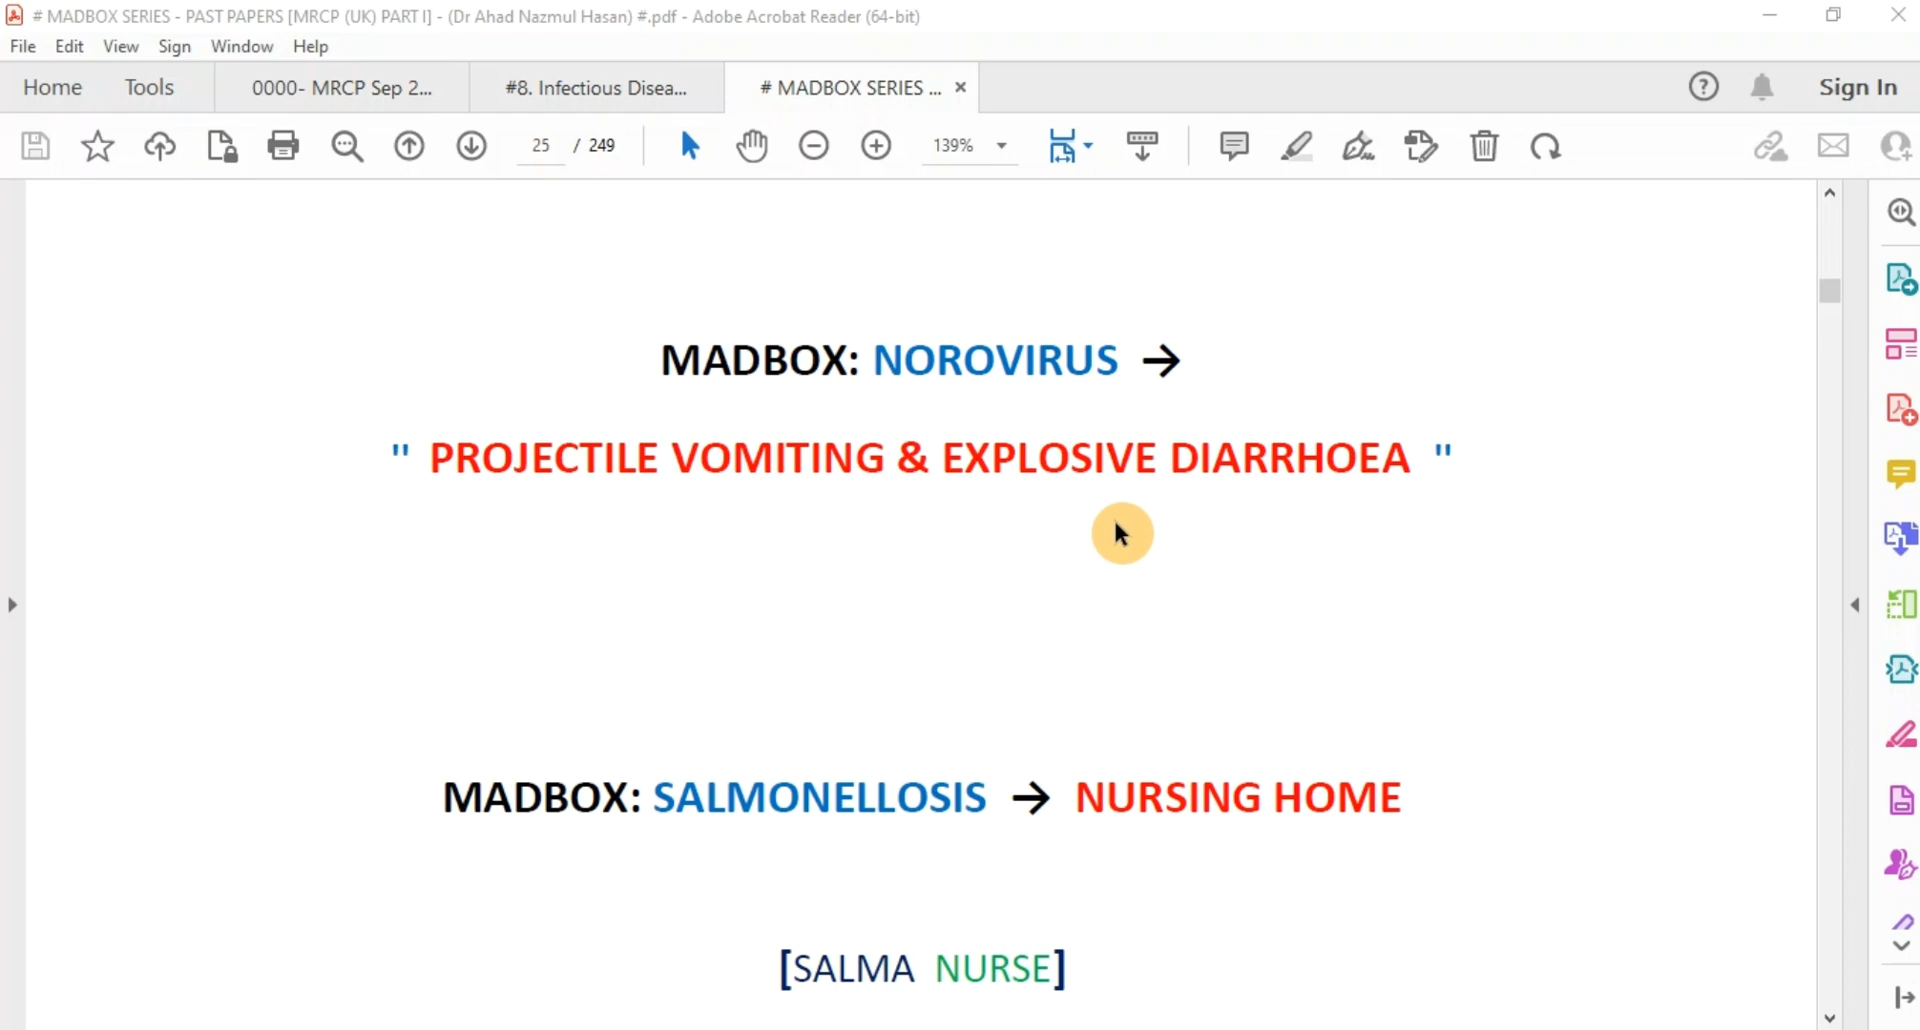 # MADBOX SERIES - PAST PAPERS [MRCP (UK) PART I] - (Dr Ahad Nazmul Hasan) #.pdf - Adobe Acrobat Reader (64-bit)
File Edit View Sign Window Help
Home Tools 0000- MRCP Sep 2... #8. Infectious Disea... # MADBOX SERIES ... × Sign In
25 / 249 139%
MADBOX: NOROVIRUS →
" PROJECTILE VOMITING & EXPLOSIVE DIARRHOEA "
MADBOX: SALMONELLOSIS → NURSING HOME
[SALMA NURSE]